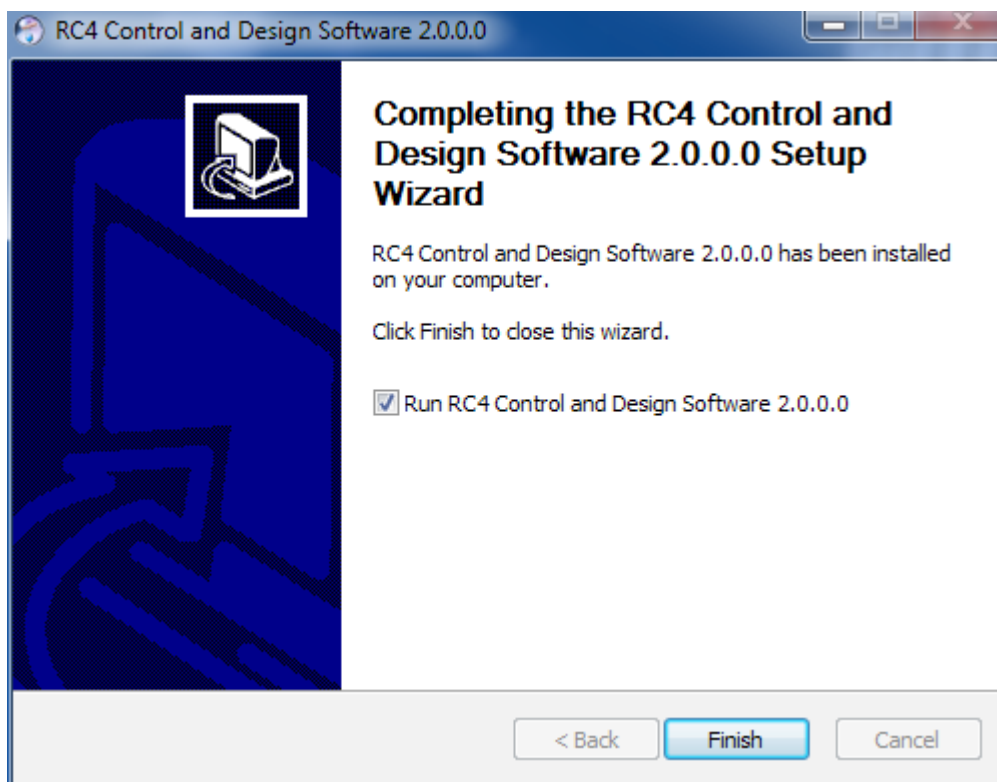 RC4 Control and Design Software 2.0.0.0
Completing the RC4 Control and
Design Software 2.0.0.0 Setup
Wizard
RC4 Control and Design Software 2.0.0.0 has been installed
on your computer.
Click Finish to close this wizard.
Run RC4 Control and Design Software 2.0.0.0
< Back Finish Cancel